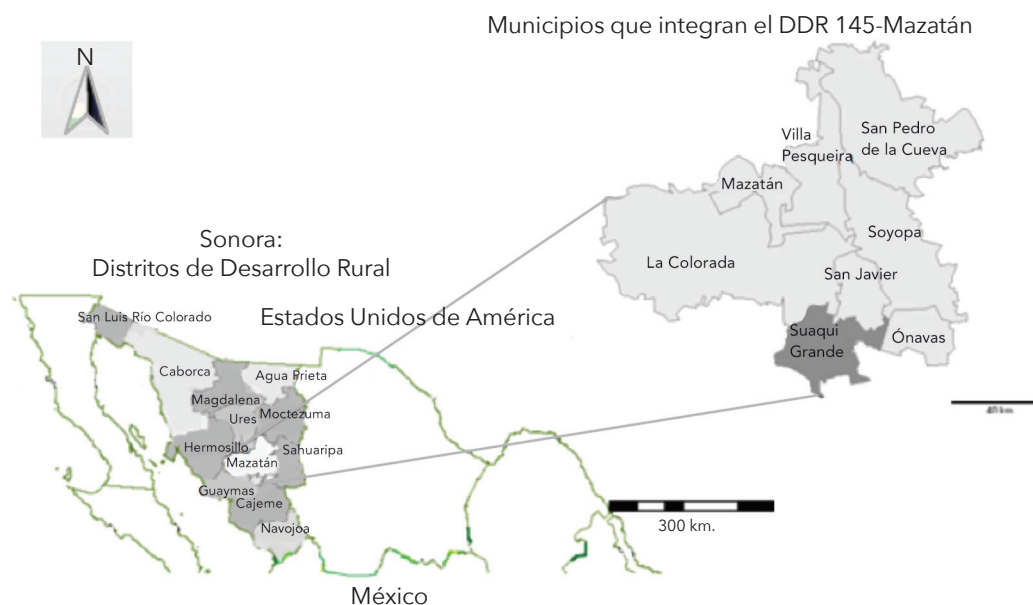 Municipios que integran el DDR 145-Mazatán
N
San Pedro
de la Cueva
Villa
Pesqueira
Mazatán
Soyopa
La Colorada
San Javier
Suaqui
Grande
Ónavas
40 km
Sonora:
Distritos de Desarrollo Rural
Estados Unidos de América
San Luis Río Colorado
Caborca
Agua Prieta
Magdalena
Moctezuma
Ures
Hermosillo
Sahuaripa
Mazatán
Guaymas
Cajeme
Navojoa
300 km.
México